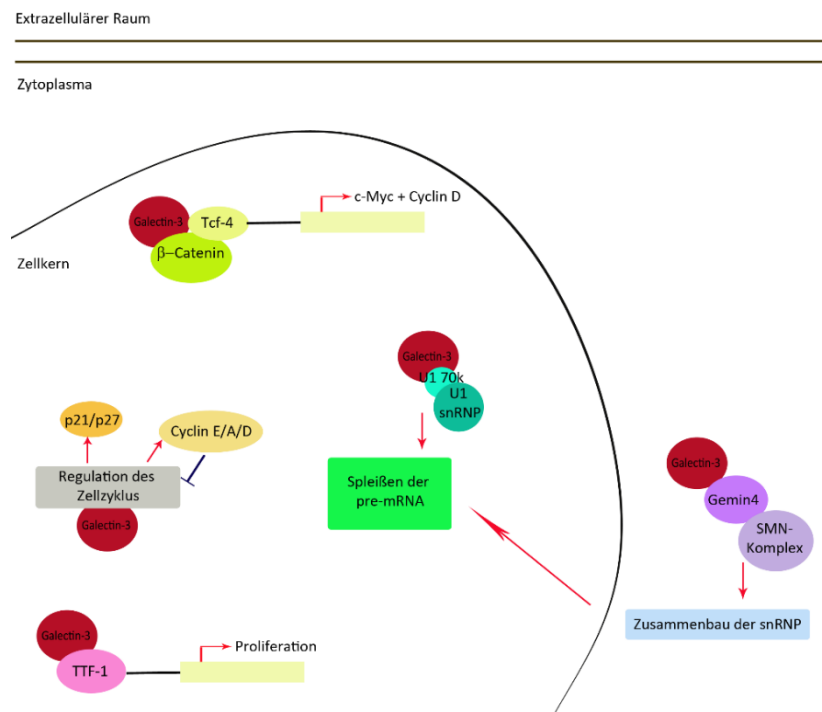 Extrazellulärer Raum
Zytoplasma
c-Myc + Cyclin D
Galectin-3
Tcf-4
β-Catenin
Zellkern
Galectin-3
U1 70k
U1
snRNP
p21/p27
Cyclin E/A/D
Regulation des
Zellzyklus
Galectin-3
Spleißen der
pre-mRNA
Galectin-3
Gemin4
SMN-
Komplex
Zusammenbau der snRNP
Galectin-3
TTF-1
Proliferation